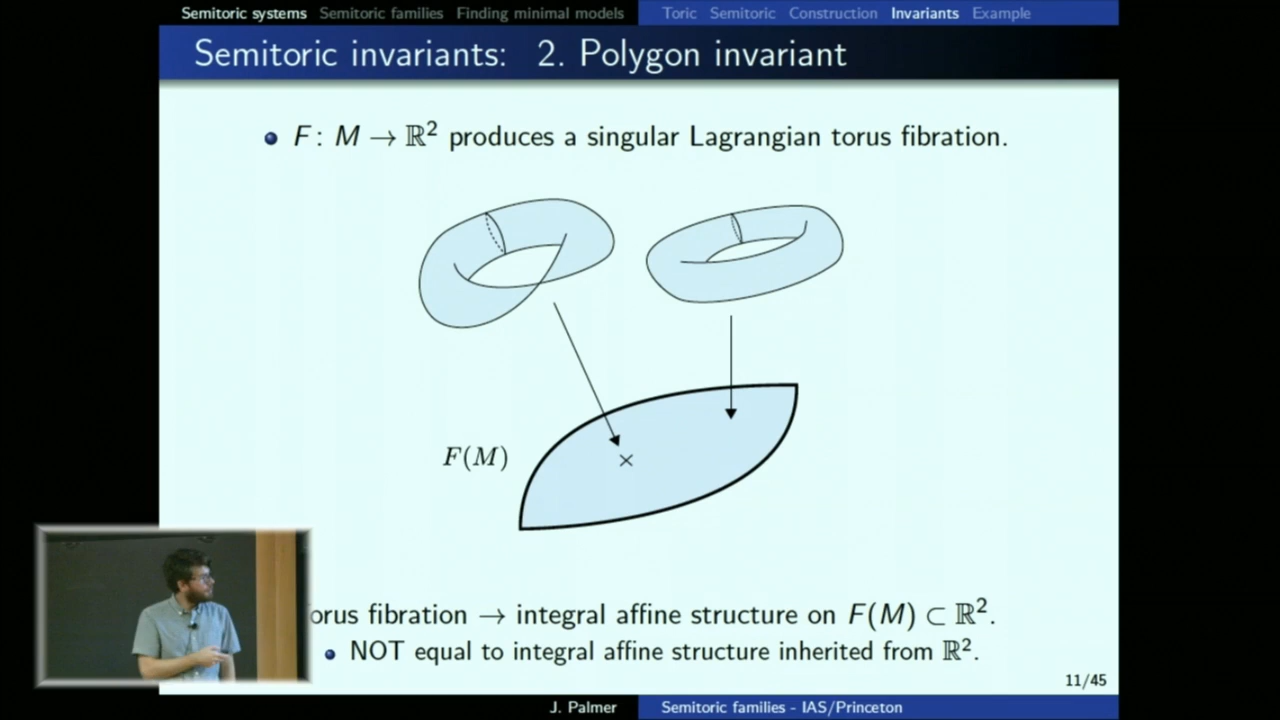 Semitoric systems Semitoric families Finding minimal models Toric Semitoric Construction Invariants Example
Semitoric invariants: 2. Polygon invariant
F: M → ℝ² produces a singular Lagrangian torus fibration.
F(M)
×
orus fibration → integral affine structure on F(M) ⊂ ℝ².
NOT equal to integral affine structure inherited from ℝ².
11/45
J. Palmer Semitoric families - IAS/Princeton